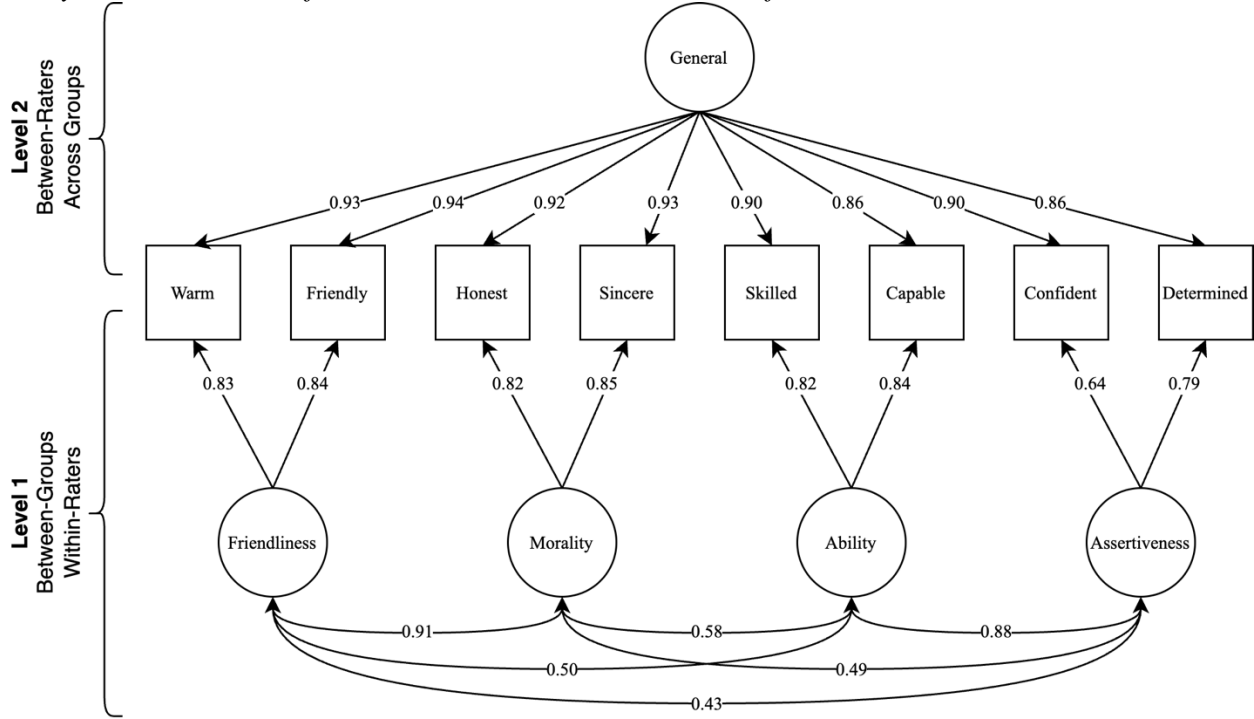 General
Level 2
Between-Raters
Across Groups
0.93
0.94
0.92
0.93
0.90
0.86
0.90
0.86
Warm
Friendly
Honest
Sincere
Skilled
Capable
Confident
Determined
0.83
0.84
0.82
0.85
0.82
0.84
0.64
0.79
Level 1
Between-Groups
Within-Raters
Friendliness
Morality
Ability
Assertiveness
0.91
0.58
0.88
0.50
0.49
0.43